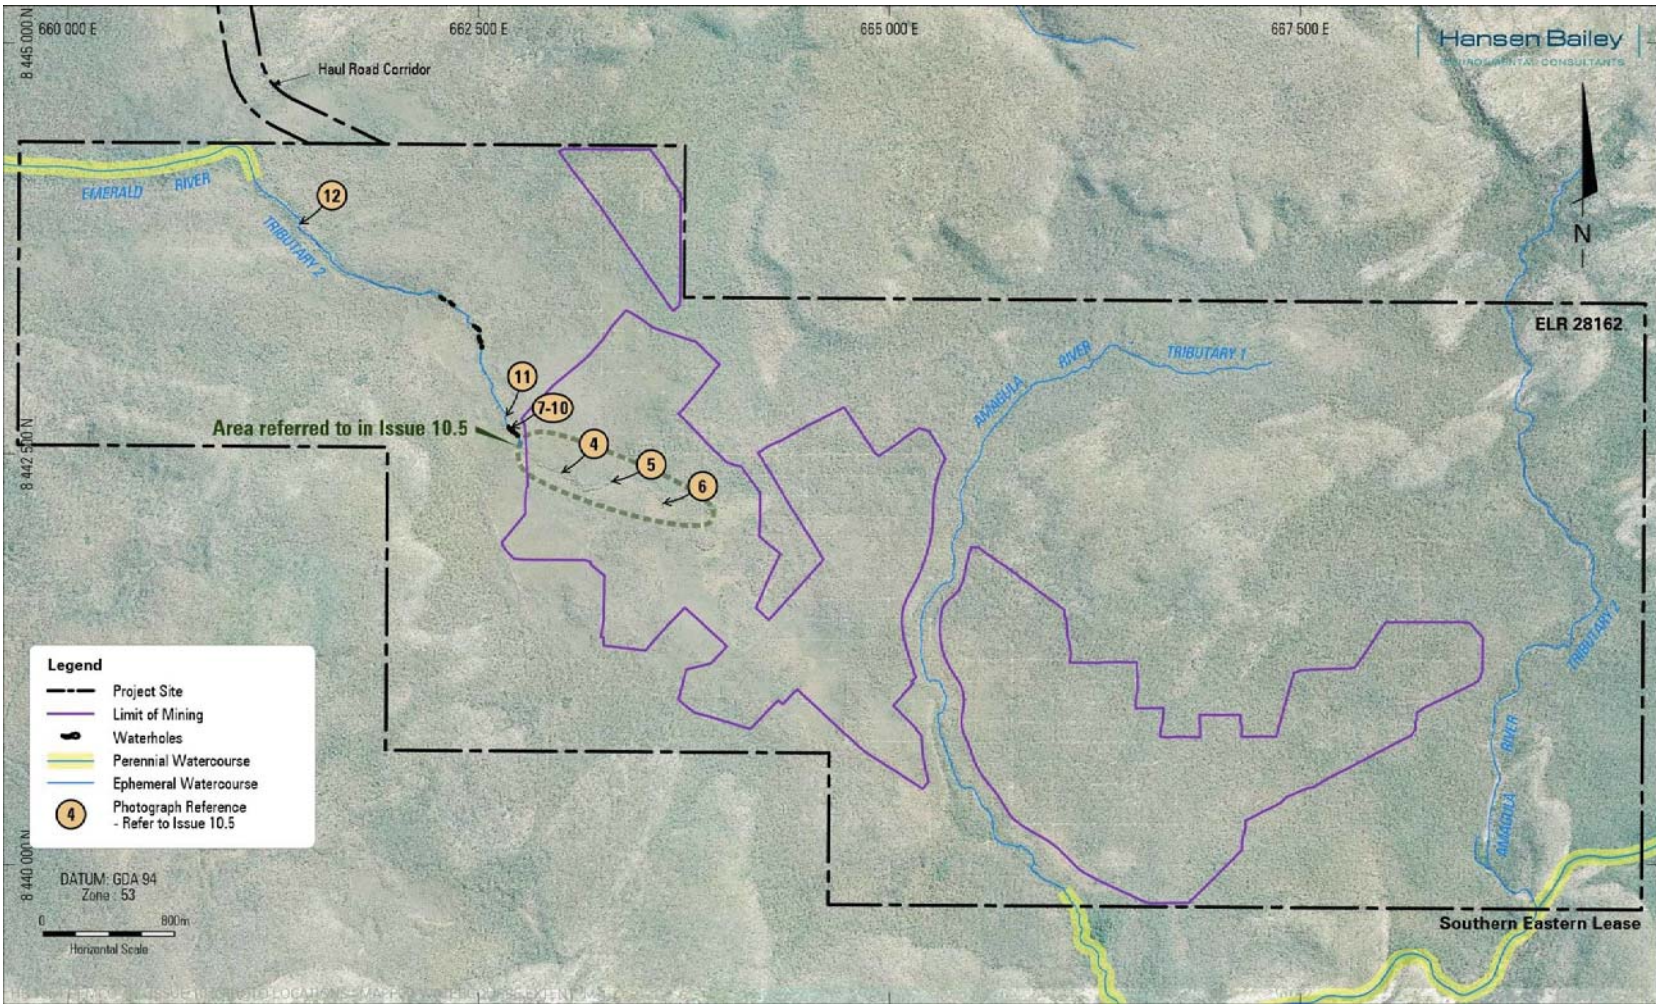 660 000 E
662 500 E
665 000 E
667 500 E
8 445 000 N
Hansen Bailey
ENVIRONMENTAL CONSULTANTS
Haul Road Corridor
EMERALD RIVER
12
TRIBUTARY 2
N
ELR 28162
AMAGULA RIVER TRIBUTARY 1
11
7-10
Area referred to in Issue 10.5
4
5
6
8 442 500 N
TRIBUTARY 2
AMAGULA RIVER
Legend
Project Site
Limit of Mining
Waterholes
Perennial Watercourse
Ephemeral Watercourse
4
Photograph Reference
- Refer to Issue 10.5
8 440 000 N
DATUM: GDA 94
Zone : 53
0 800m
Horizontal Scale
Southern Eastern Lease